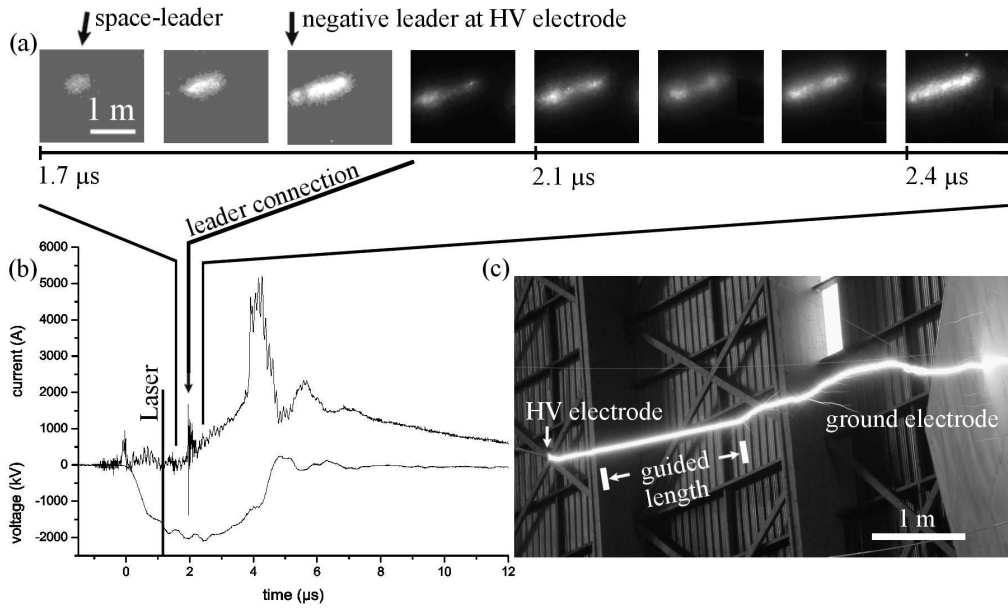 space-leader
negative leader at HV electrode
(a)
1 m
1.7 µs
2.1 µs
2.4 µs
leader connection
(b)
6000
5000
4000
3000
2000
1000
0
-1000
-2000
current (A)
voltage (kV)
Laser
0
2
4
6
8
10
12
time (µs)
(c)
HV electrode
ground electrode
guided
length
1 m